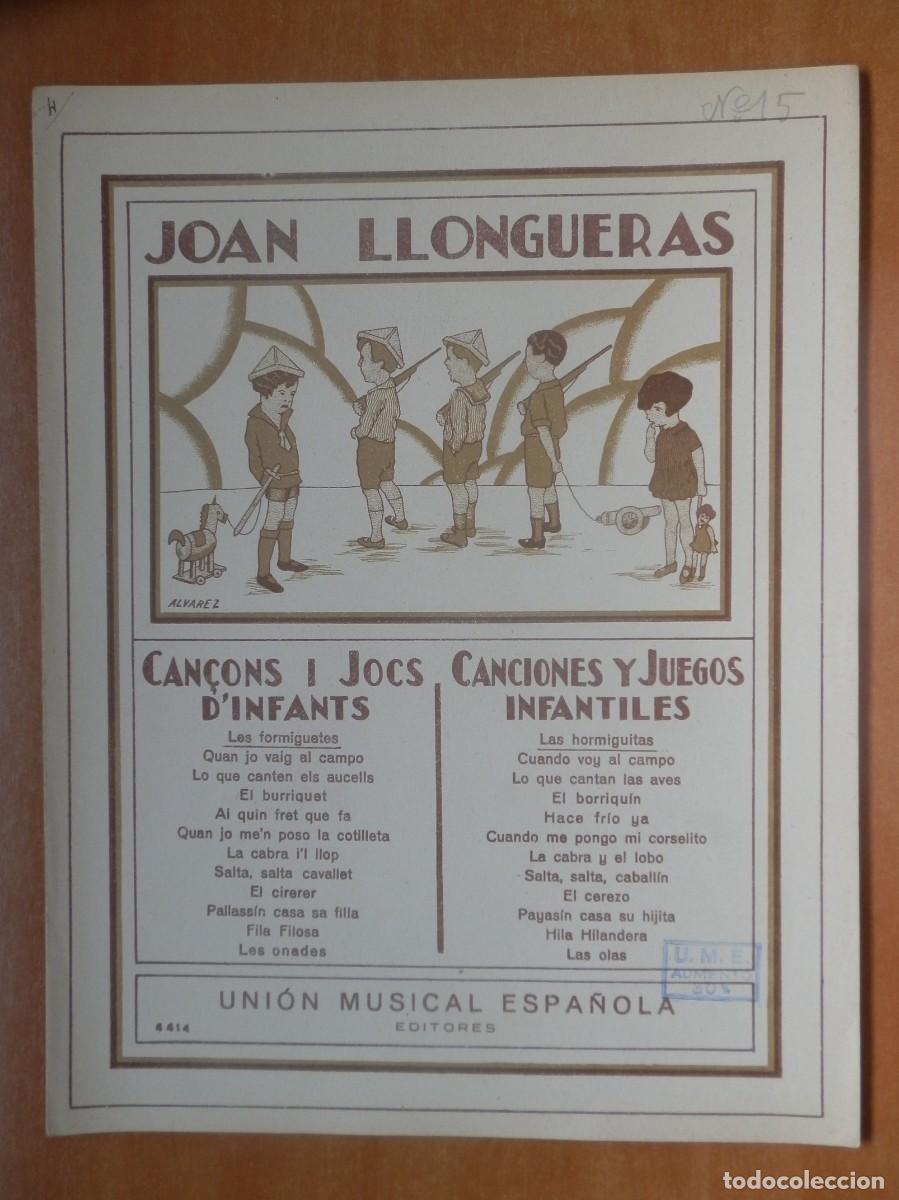 H
Nº 15
JOAN LLONGUERAS
ALVAREZ
CANÇONS I JOCS
D'INFANTS
Les formiguetes
Quan jo vaig al campo
Lo que canten els aucells
El burriquet
Ai quin fret que fa
Quan jo me'n poso la cotilleta
La cabra i'l llop
Salta, salta cavallet
El cirerer
Pallassín casa sa filla
Fila Filosa
Les onades
CANCIONES Y JUEGOS
INFANTILES
Las hormiguitas
Cuando voy al campo
Lo que cantan las aves
El borriquín
Hace frío ya
Cuando me pongo mi corselito
La cabra y el lobo
Salta, salta, caballín
El cerezo
Payasín casa su hijita
Hila Hilandera
Las olas
U. M. E.
AUMENTO
UNIÓN MUSICAL ESPAÑOLA
EDITORES
4414
todocoleccion